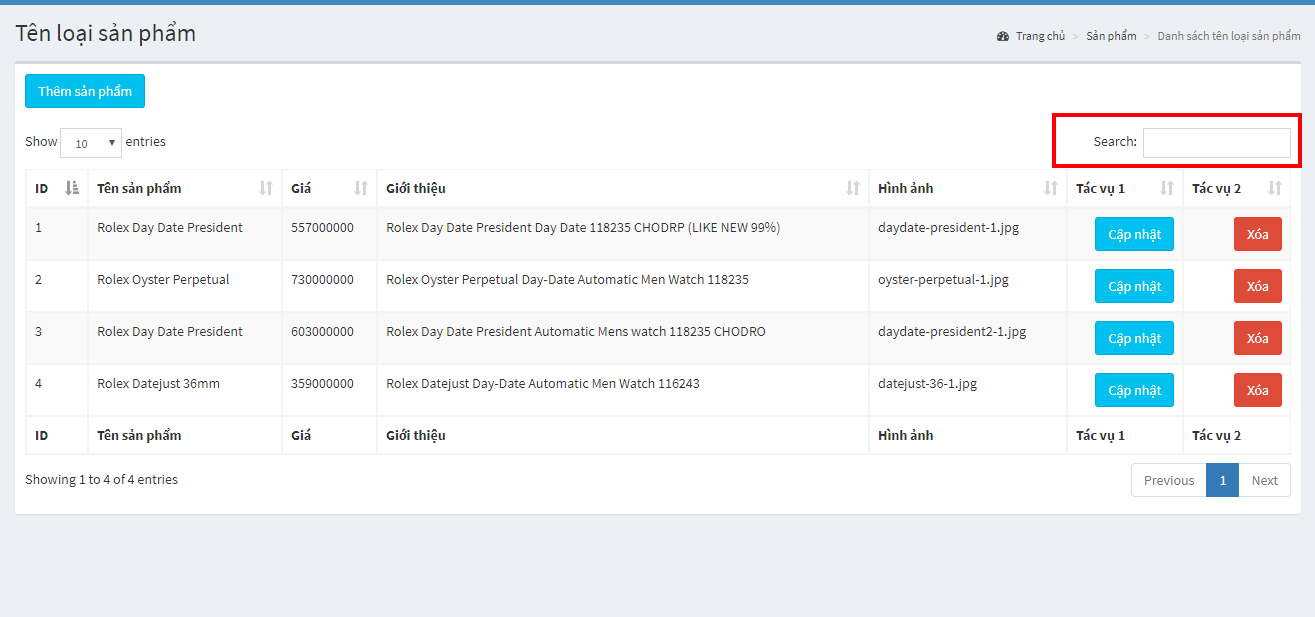 Tên loại sản phẩm
Trang chủ > Sản phẩm > Danh sách tên loại sản phẩm
Thêm sản phẩm
Show 10 entries Search:
ID Tên sản phẩm Giá Giới thiệu Hình ảnh Tác vụ 1 Tác vụ 2
1 Rolex Day Date President 557000000 Rolex Day Date President Day Date 118235 CHODRP (LIKE NEW 99%) daydate-president-1.jpg Cập nhật Xóa
2 Rolex Oyster Perpetual 730000000 Rolex Oyster Perpetual Day-Date Automatic Men Watch 118235 oyster-perpetual-1.jpg Cập nhật Xóa
3 Rolex Day Date President 603000000 Rolex Day Date President Automatic Mens watch 118235 CHODRO daydate-president2-1.jpg Cập nhật Xóa
4 Rolex Datejust 36mm 359000000 Rolex Datejust Day-Date Automatic Men Watch 116243 datejust-36-1.jpg Cập nhật Xóa
ID Tên sản phẩm Giá Giới thiệu Hình ảnh Tác vụ 1 Tác vụ 2
Showing 1 to 4 of 4 entries Previous 1 Next